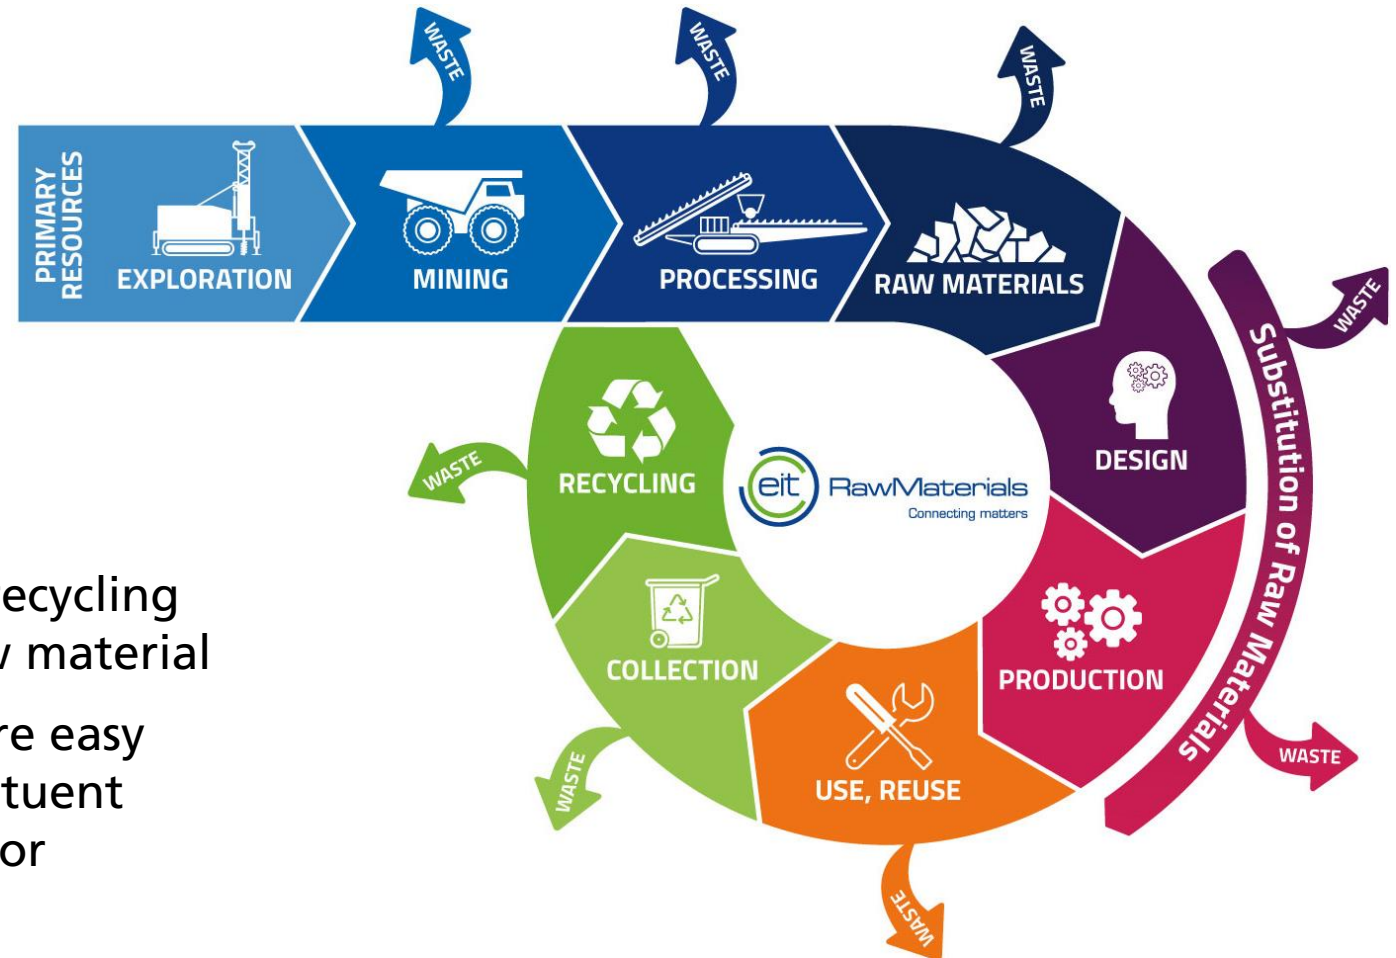 WASTE
WASTE
WASTE
PRIMARY
RESOURCES
EXPLORATION
MINING
PROCESSING
RAW MATERIALS
WASTE
Substitution of Raw Materials
DESIGN
RECYCLING
WASTE
eit RawMaterials
Connecting matters
recycling
material
COLLECTION
PRODUCTION
re easy
tuent
or
USE, REUSE
WASTE
WASTE
WASTE